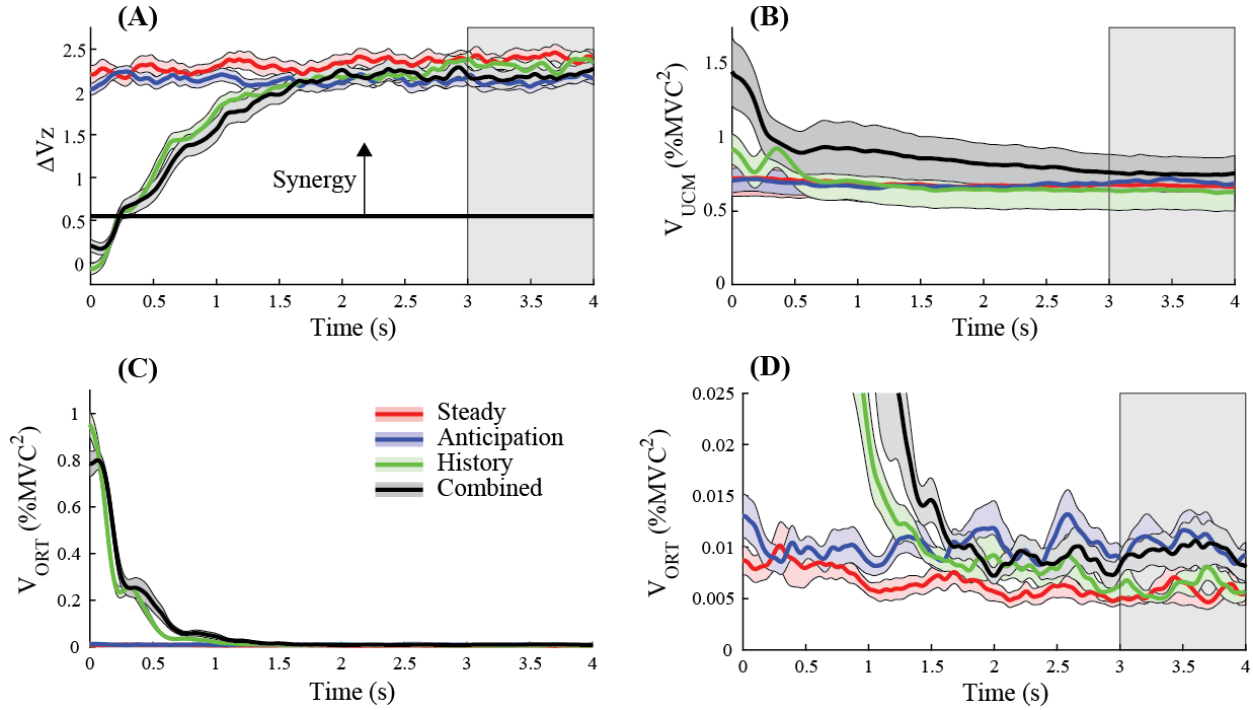 (A)
2.5
2
1.5
1
0.5
0
ΔVz
Synergy
0 0.5 1 1.5 2 2.5 3 3.5 4
Time (s)
(B)
1.5
1
0.5
0
V UCM (%MVC²)
0 0.5 1 1.5 2 2.5 3 3.5 4
Time (s)
(C)
1
0.8
0.6
0.4
0.2
0
V ORT (%MVC²)
Steady
Anticipation
History
Combined
0 0.5 1 1.5 2 2.5 3 3.5 4
Time (s)
(D)
0.025
0.02
0.015
0.01
0.005
0
V ORT (%MVC²)
0 0.5 1 1.5 2 2.5 3 3.5 4
Time (s)